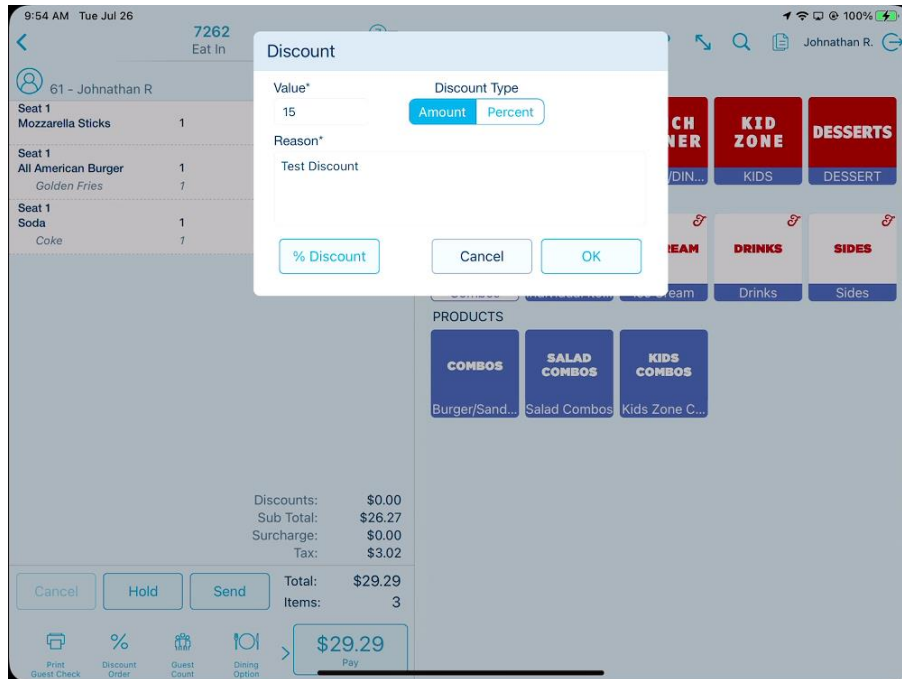 9:54 AM Tue Jul 26
100%
7262
Eat In
Johnathan R.
61 - Johnathan R
Seat 1
Mozzarella Sticks 1
Seat 1
All American Burger 1
Golden Fries 1
Seat 1
Soda 1
Coke 1
Discount
Value*
Discount Type
15
Amount
Percent
Reason*
Test Discount
% Discount
Cancel
OK
KID
ZONE
DESSERTS
KIDS
DESSERT
DRINKS
SIDES
Drinks
Sides
PRODUCTS
COMBOS
SALAD
COMBOS
KIDS
COMBOS
Burger/Sand...
Salad Combos
Kids Zone C...
Discounts: $0.00
Sub Total: $26.27
Surcharge: $0.00
Tax: $3.02
Total: $29.29
Items: 3
Cancel
Hold
Send
Print
Guest Check
Discount
Order
Guest
Count
Dining
Option
$29.29
Pay